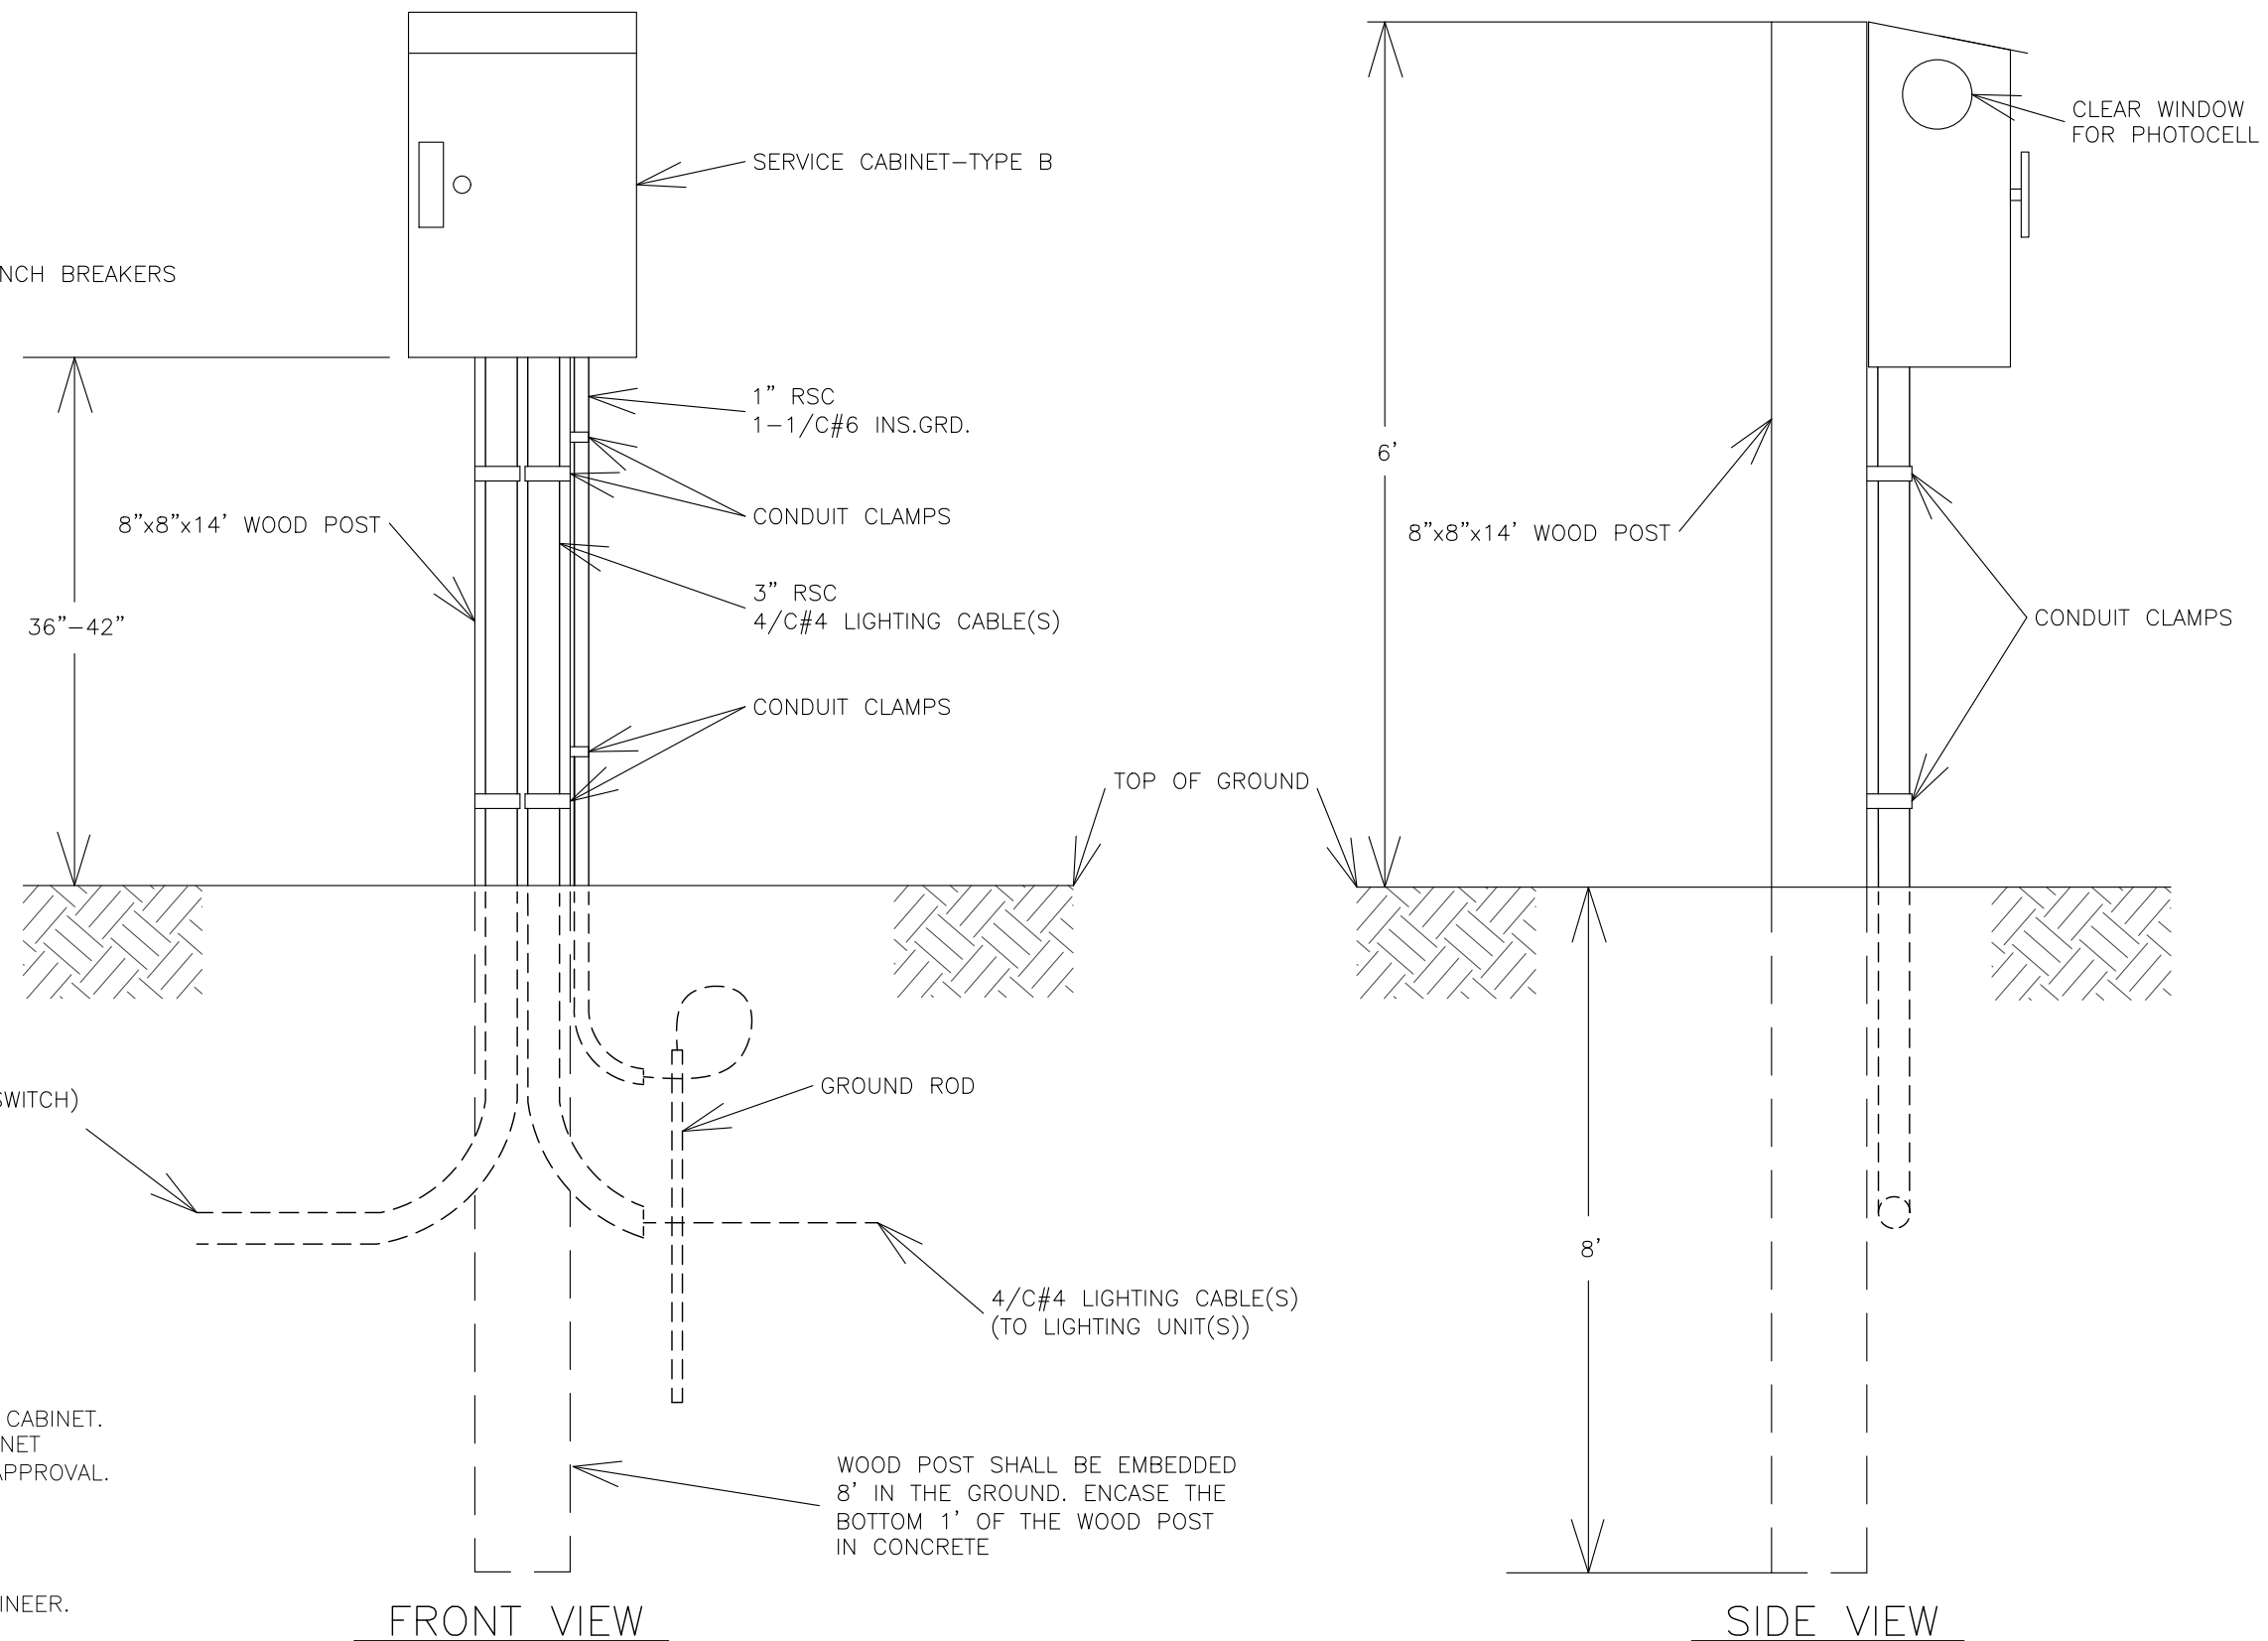 CLEAR WINDOW
FOR PHOTOCELL
SERVICE CABINET–TYPE B
NCH BREAKERS
1" RSC
1–1/C#6 INS.GRD.
6'
CONDUIT CLAMPS
8"x8"x14' WOOD POST
8"x8"x14' WOOD POST
3" RSC
4/C#4 LIGHTING CABLE(S)
36"–42"
CONDUIT CLAMPS
CONDUIT CLAMPS
TOP OF GROUND
GROUND ROD
SWITCH)
8'
4/C#4 LIGHTING CABLE(S)
(TO LIGHTING UNIT(S))
CABINET.
NET
APPROVAL.
WOOD POST SHALL BE EMBEDDED
8' IN THE GROUND. ENCASE THE
BOTTOM 1' OF THE WOOD POST
IN CONCRETE
INEER.
FRONT VIEW
SIDE VIEW